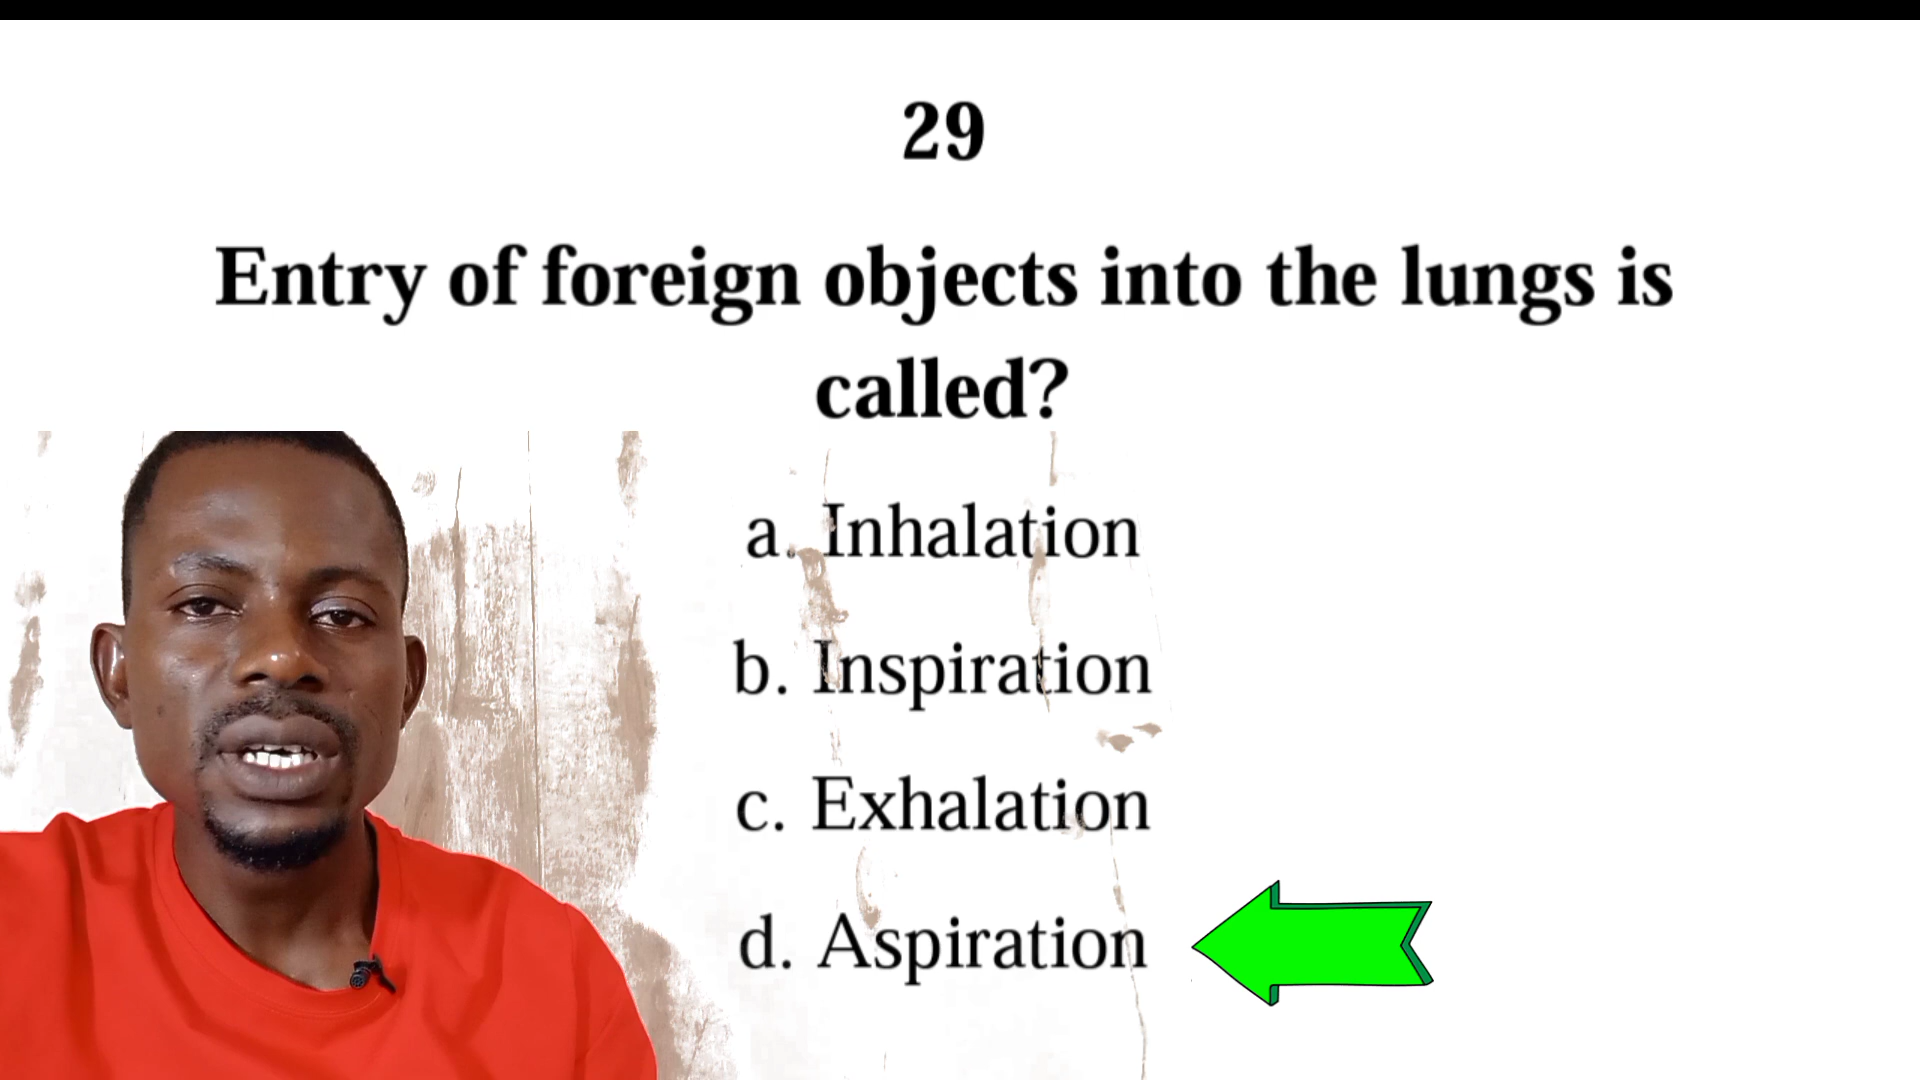 29
Entry of foreign objects into the lungs is
called?
a. Inhalation
b. Inspiration
c. Exhalation
d. Aspiration